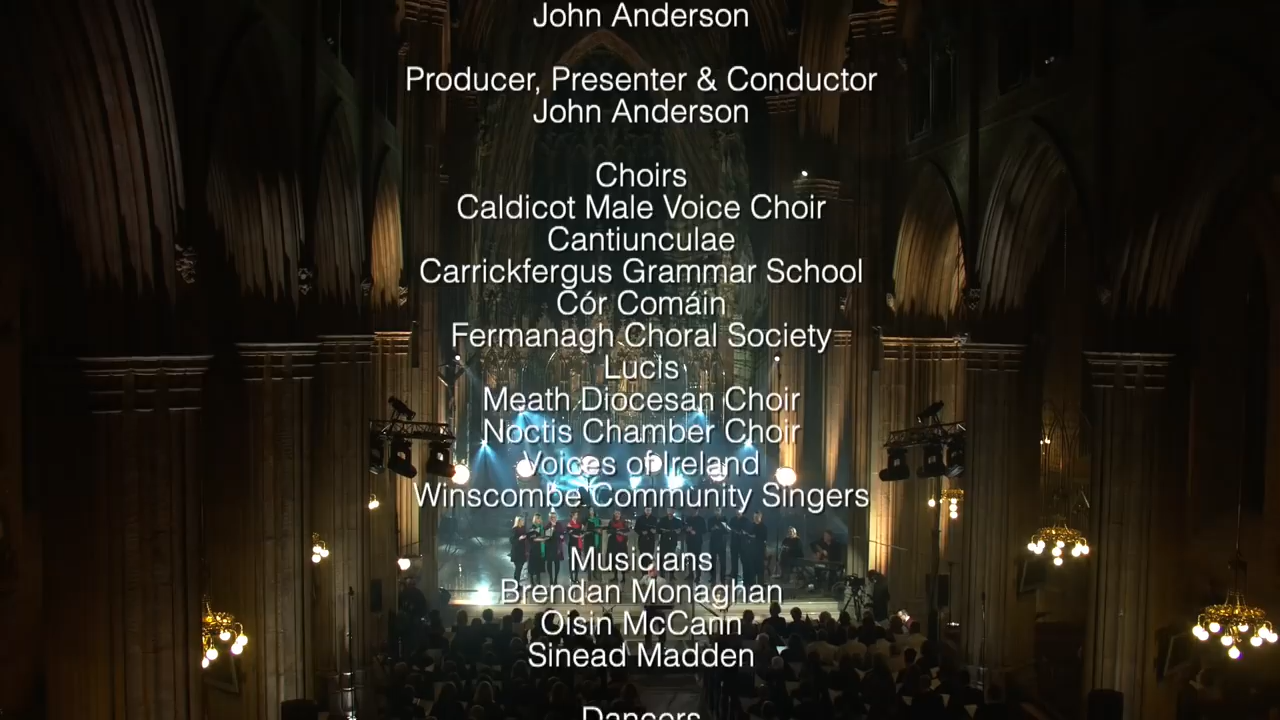 John Anderson
Producer, Presenter & Conductor
John Anderson
Choirs
Caldicot Male Voice Choir
Cantiunculae
Carrickfergus Grammar School
Cór Comáin
Fermanagh Choral Society
Lucis
Meath Diocesan Choir
Noctis Chamber Choir
Voices of Ireland
Winscombe Community Singers
Musicians
Brendan Monaghan
Oisin McCann
Sinead Madden
Dancers